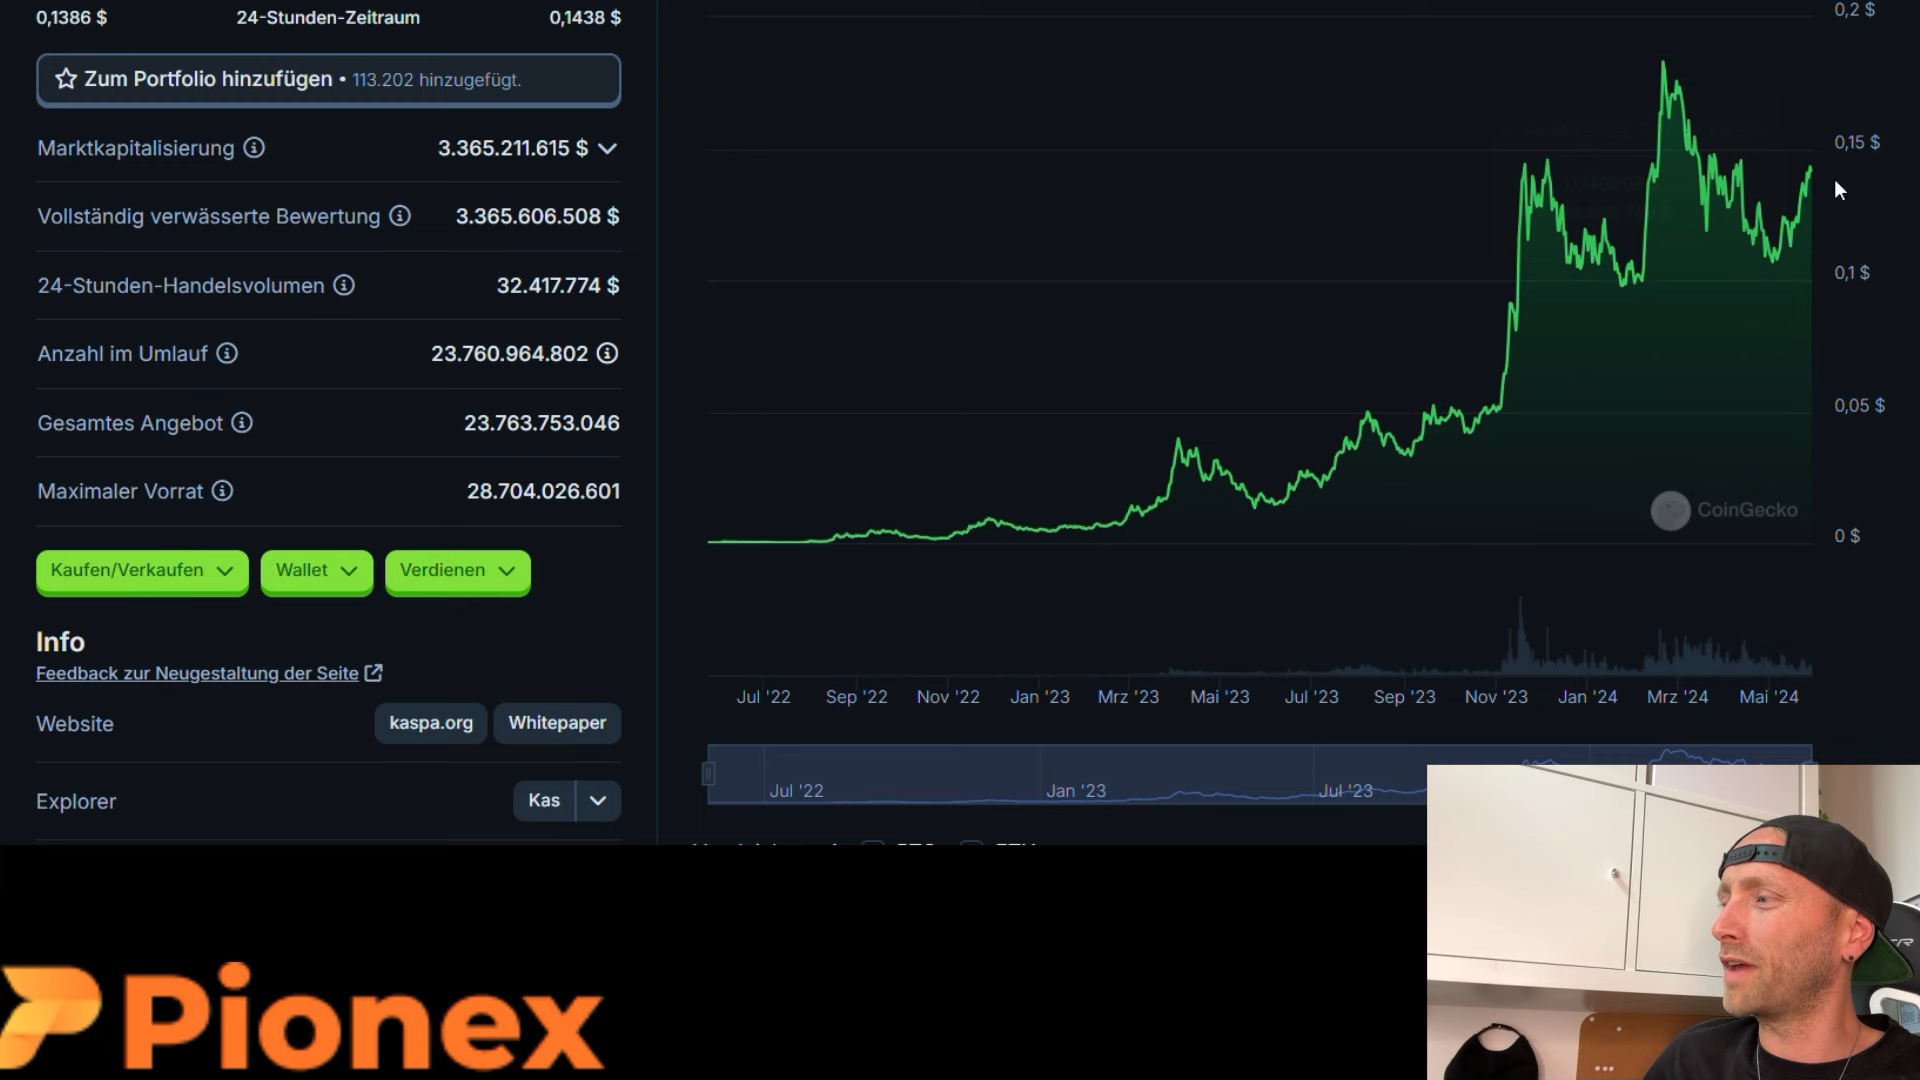 0,1386 $ 24-Stunden-Zeitraum 0,1438 $
Zum Portfolio hinzufügen • 113.202 hinzugefügt.
Marktkapitalisierung 3.365.211.615 $
Vollständig verwässerte Bewertung 3.365.606.508 $
24-Stunden-Handelsvolumen 32.417.774 $
Anzahl im Umlauf 23.760.964.802
Gesamtes Angebot 23.763.753.046
Maximaler Vorrat 28.704.026.601
Kaufen/Verkaufen Wallet Verdienen
Info
Feedback zur Neugestaltung der Seite
Website kaspa.org Whitepaper
Explorer Kas
0,2 $
0,15 $
0,1 $
0,05 $
0 $
CoinGecko
Jul '22 Sep '22 Nov '22 Jan '23 Mrz '23 Mai '23 Jul '23 Sep '23 Nov '23 Jan '24 Mrz '24 Mai '24
Jul '22 Jan '23 Jul '23
Pionex